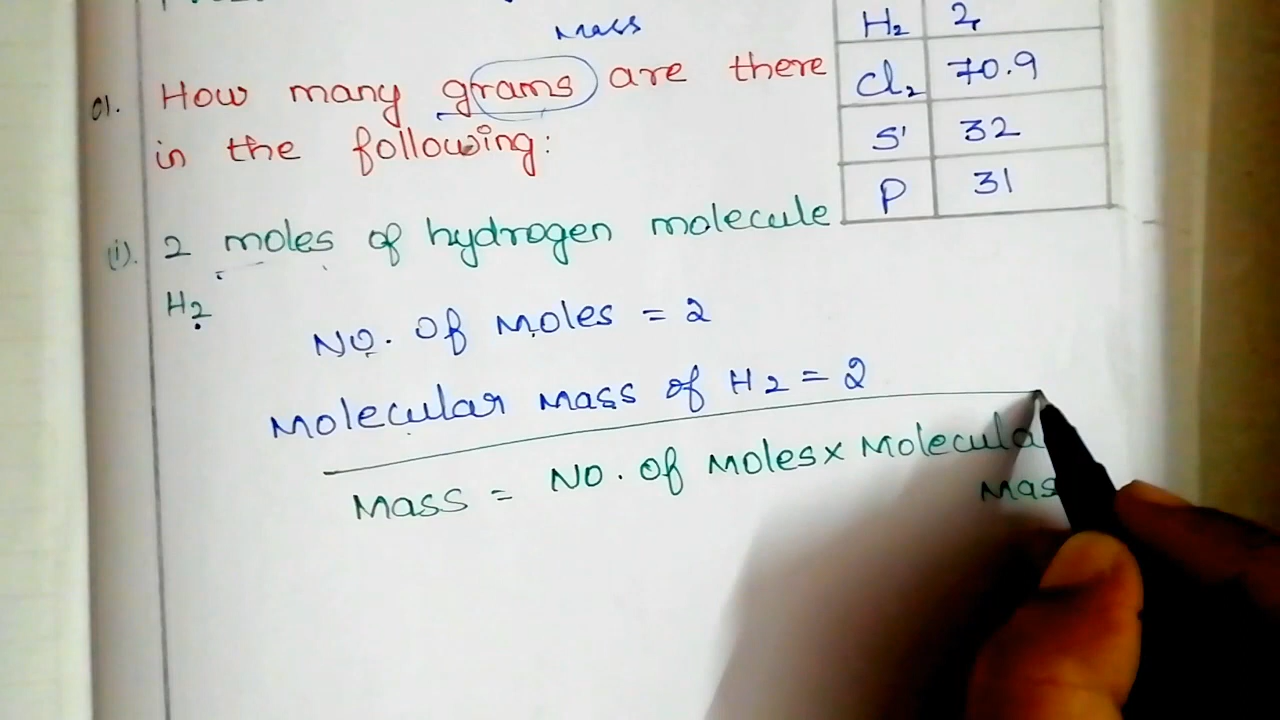 Mass
01. How many grams are there
in the following:
H2 2
Cl2 70.9
S 32
P 31
(i). 2 moles of hydrogen molecule
H2
No. of Moles = 2
Molecular Mass of H2 = 2
Mass = No. of Moles x Molecula
Mas